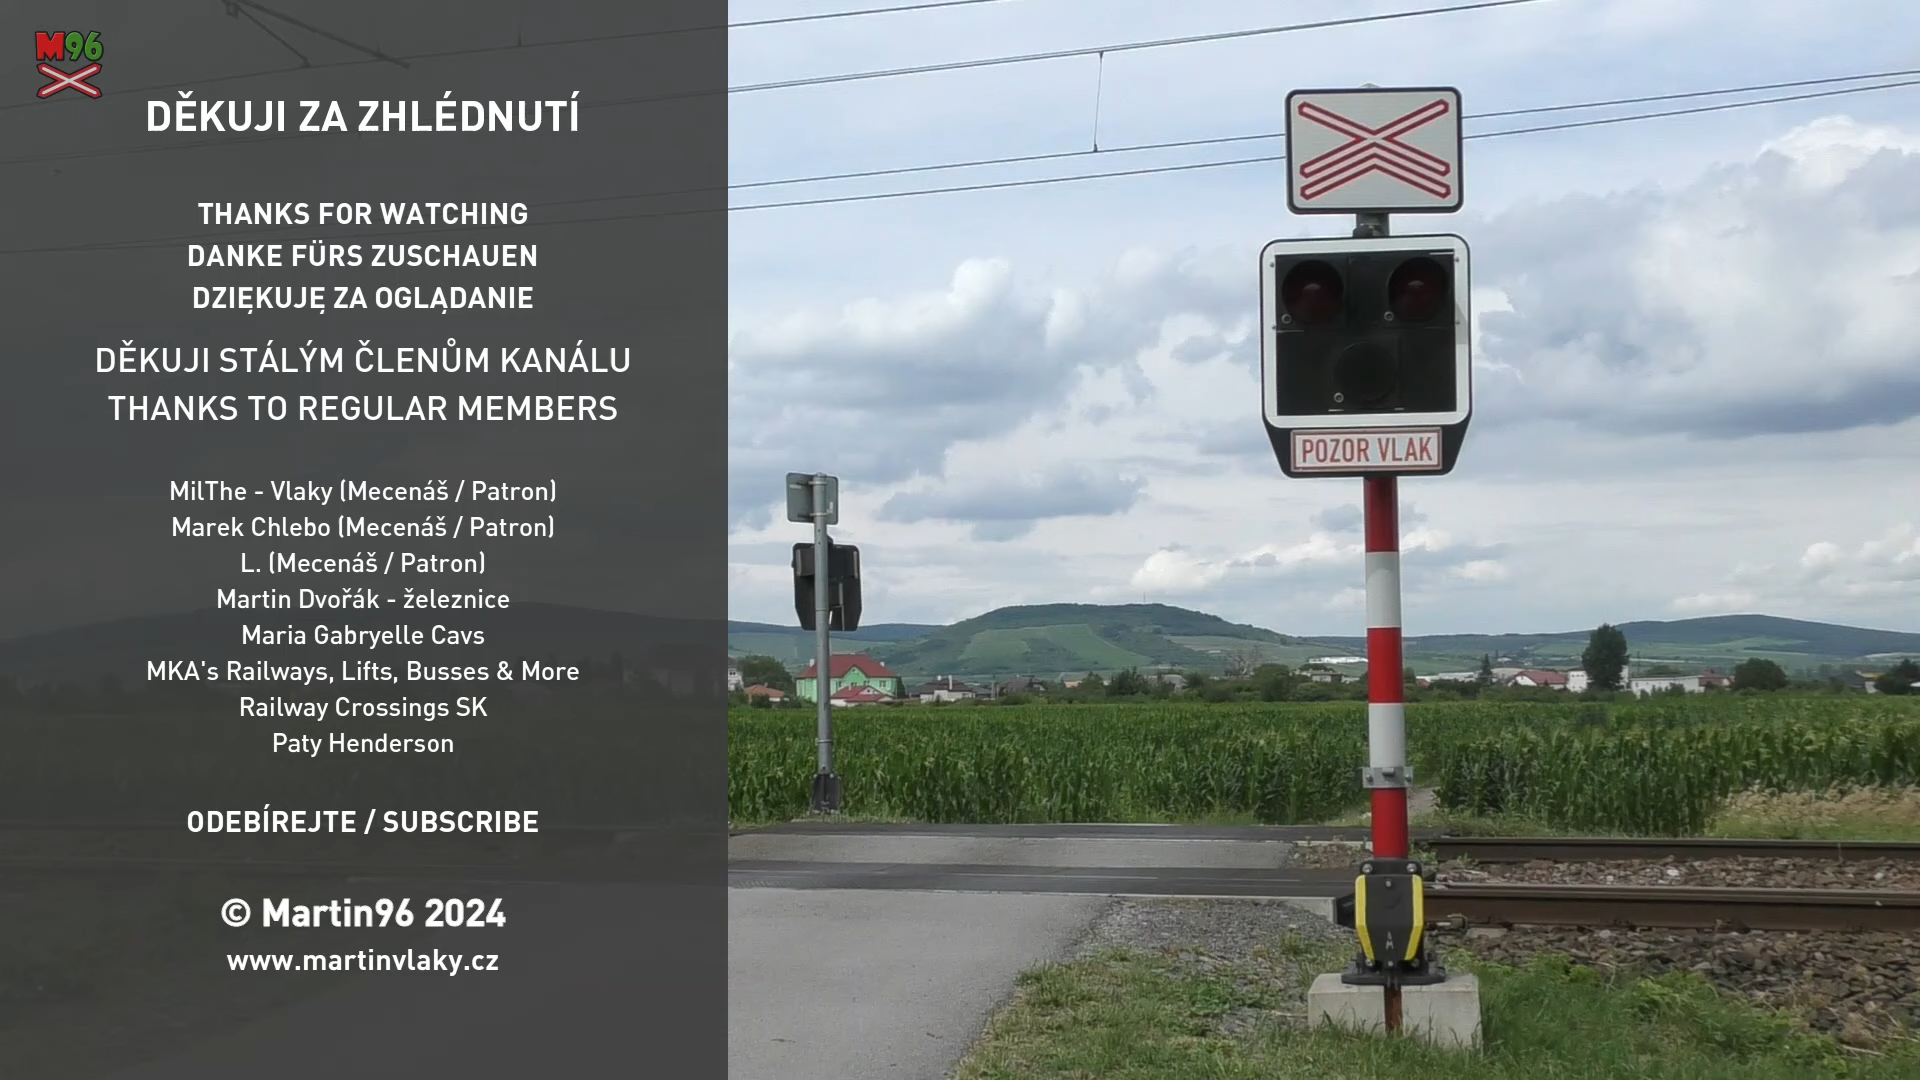 M96
DĚKUJI ZA ZHLÉDNUTÍ
THANKS FOR WATCHING
DANKE FÜRS ZUSCHAUEN
DZIĘKUJĘ ZA OGLĄDANIE
DĚKUJI STÁLÝM ČLENŮM KANÁLU
THANKS TO REGULAR MEMBERS
MilThe - Vlaky (Mecenáš / Patron)
Marek Chlebo (Mecenáš / Patron)
L. (Mecenáš / Patron)
Martin Dvořák - železnice
Maria Gabryelle Cavs
MKA's Railways, Lifts, Busses & More
Railway Crossings SK
Paty Henderson
ODEBÍREJTE / SUBSCRIBE
© Martin96 2024
www.martinvlaky.cz
POZOR VLAK